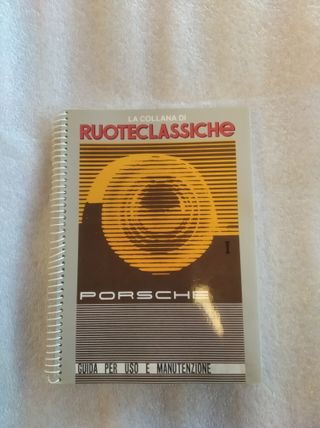 LA COLLANA DI
RUOTECLASSICHE
I
PORSCHE
GUIDA PER USO E MANUTENZIONE